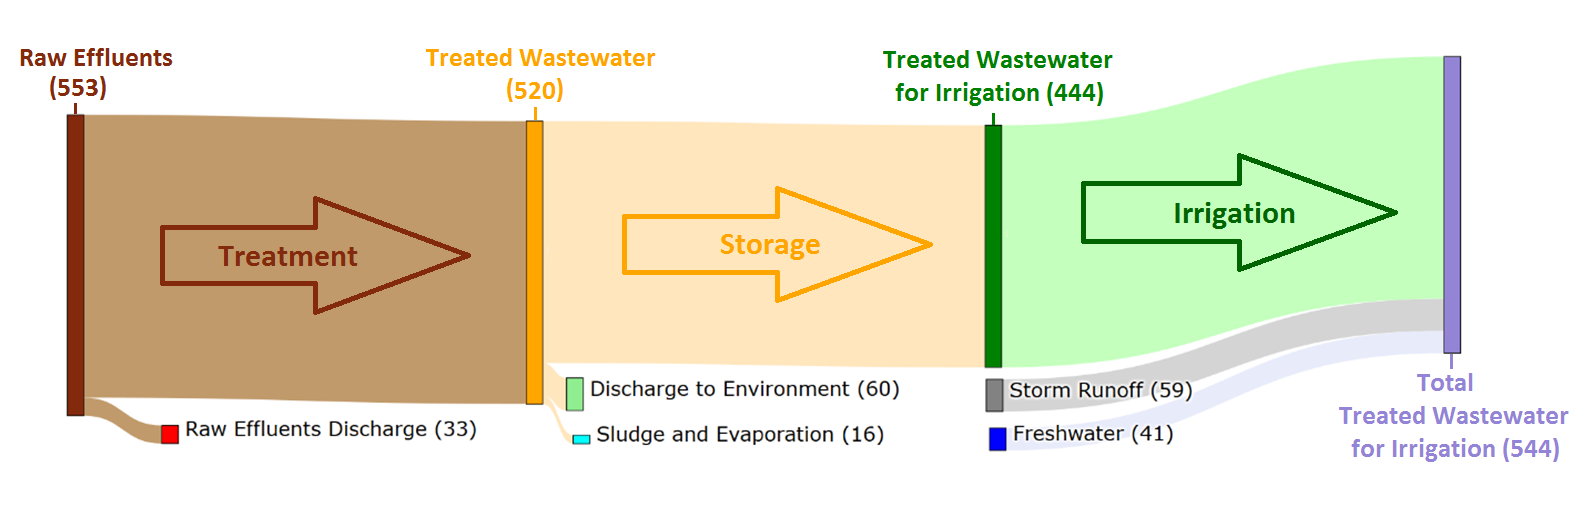 Raw Effluents
(553)
Treated Wastewater
(520)
Treated Wastewater
for Irrigation (444)
Treatment
Storage
Irrigation
Raw Effluents Discharge (33)
Discharge to Environment (60)
Sludge and Evaporation (16)
Storm Runoff (59)
Freshwater (41)
Total
Treated Wastewater
for Irrigation (544)